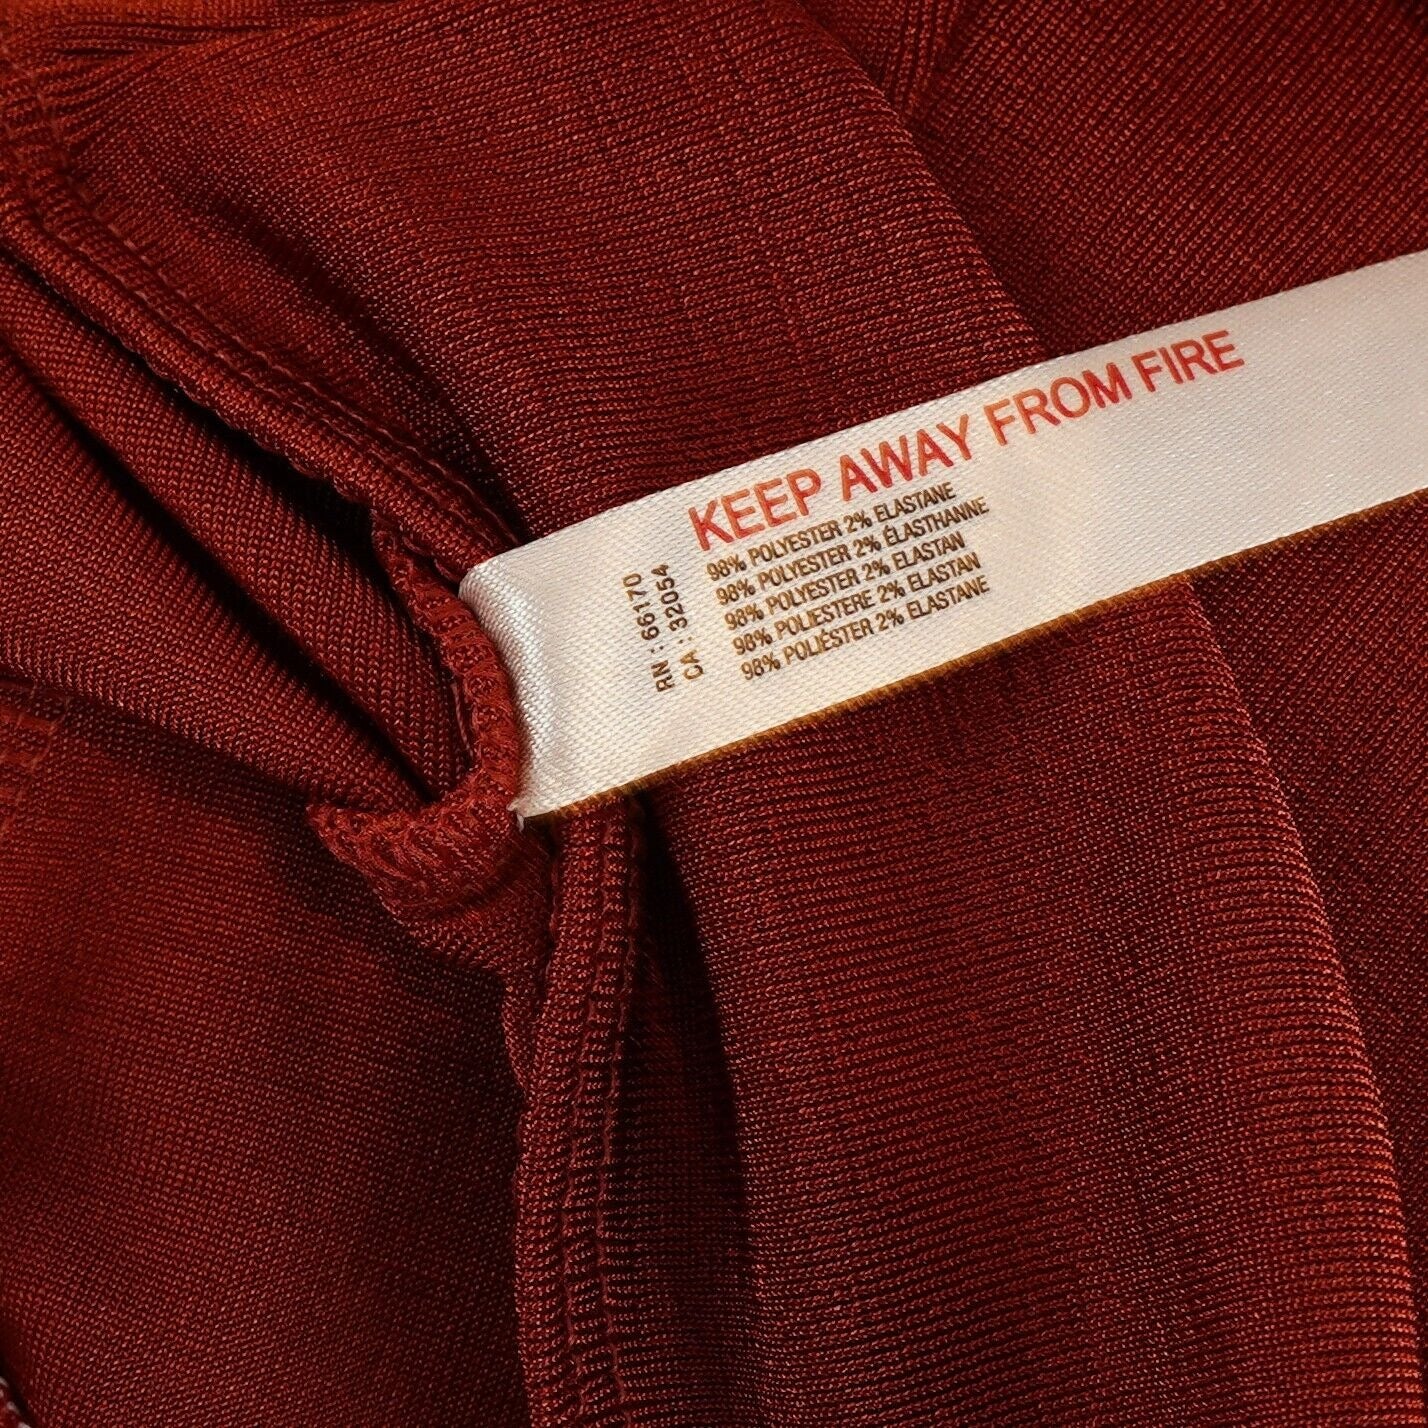 KEEP AWAY FROM FIRE
98% POLYESTER 2% ELASTANE
98% POLYESTER 2% ÉLASTHANNE
98% POLYESTER 2% ELASTAN
98% POLIESTERE 2% ELASTAN
98% POLIÉSTER 2% ELASTANE
RN : 66170
CA : 32054